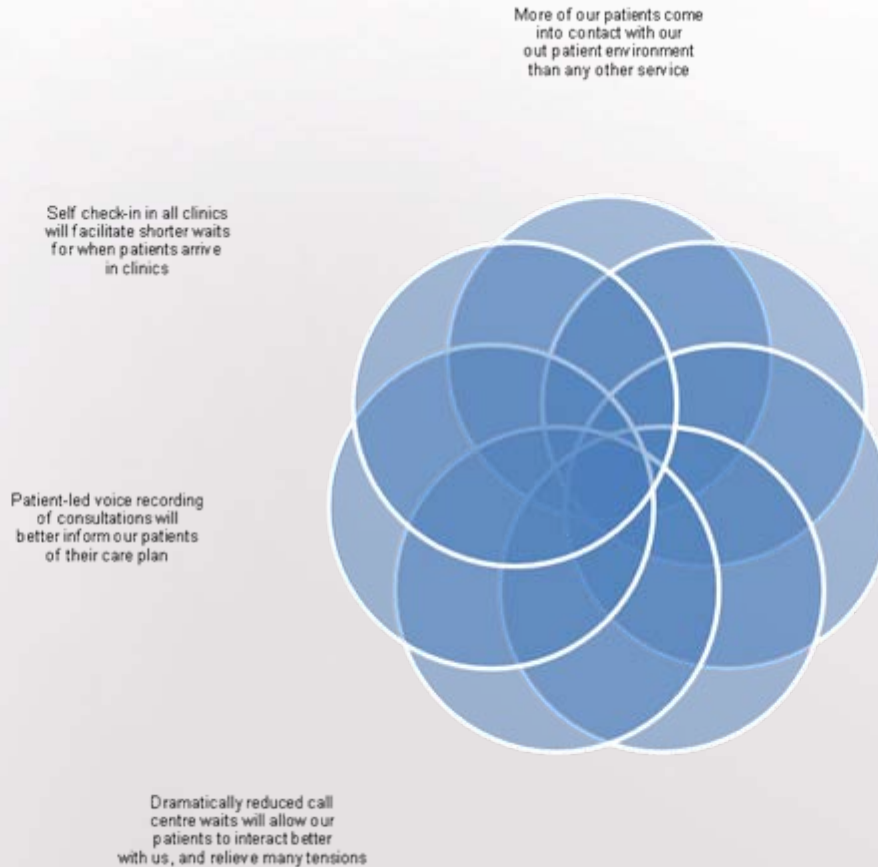 More of our patients come
into contact with our
out patient environment
than any other service
Self check-in in all clinics
will facilitate shorter waits
for when patients arrive
in clinics
Patient-led voice recording
of consultations will
better inform our patients
of their care plan
Dramatically reduced call
centre waits will allow our
patients to interact better
with us, and relieve many tensions